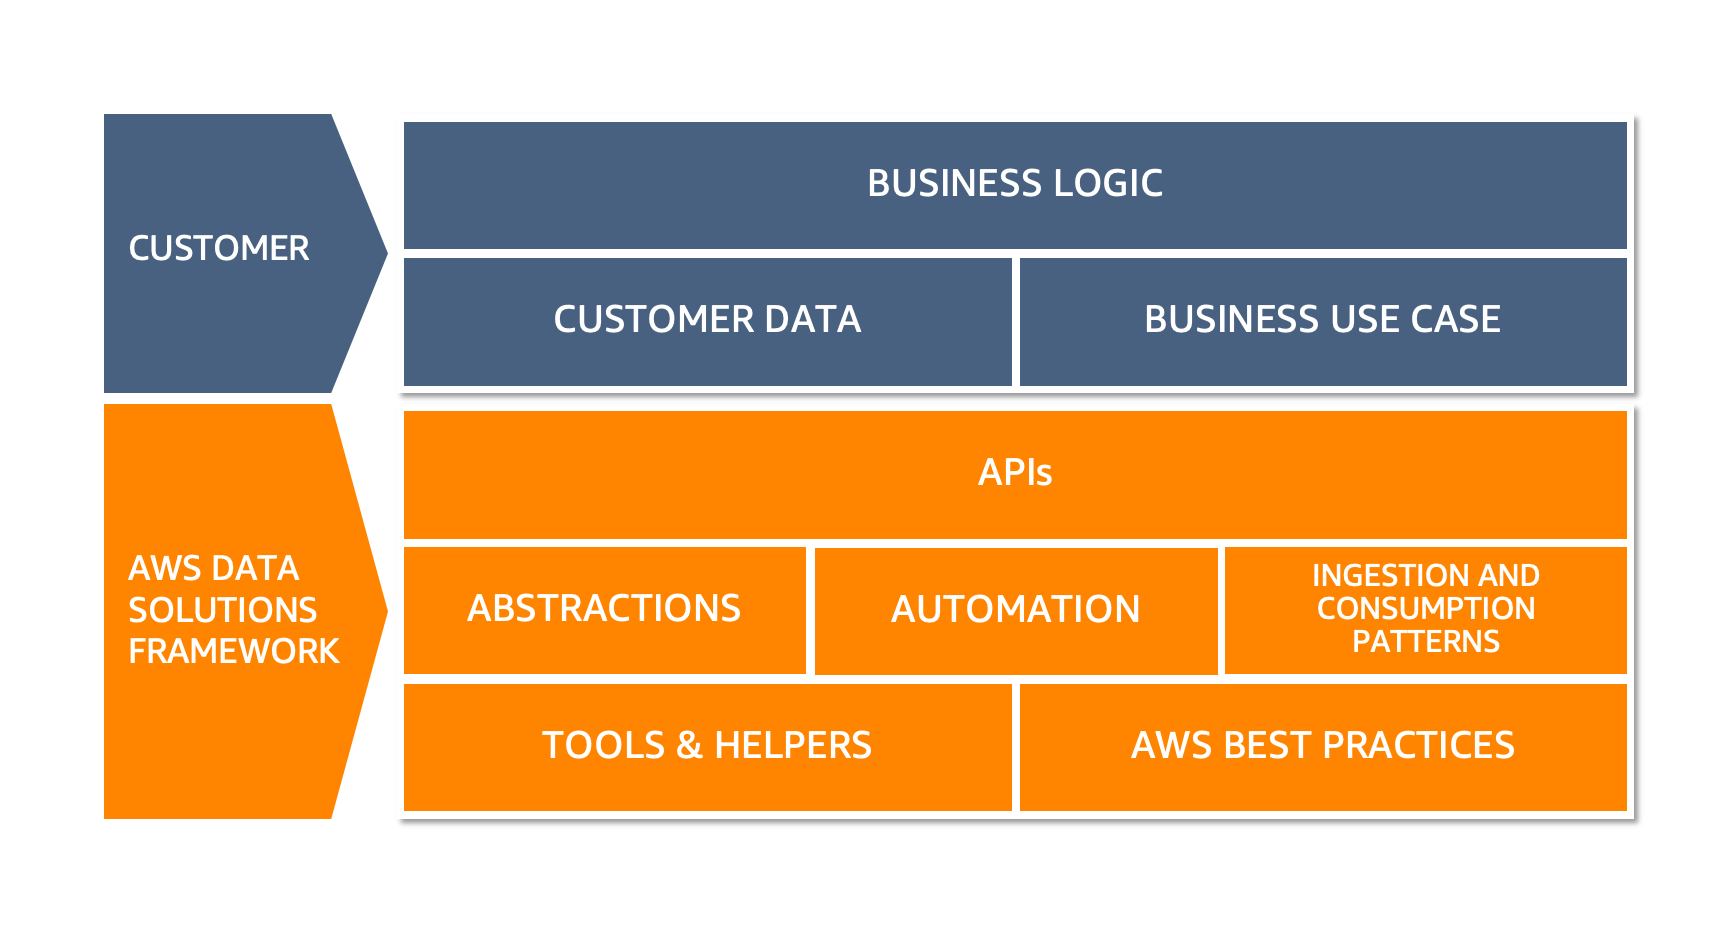 CUSTOMER
BUSINESS LOGIC
CUSTOMER DATA
BUSINESS USE CASE
AWS DATA
SOLUTIONS
FRAMEWORK
APIs
ABSTRACTIONS
AUTOMATION
INGESTION AND
CONSUMPTION
PATTERNS
TOOLS & HELPERS
AWS BEST PRACTICES